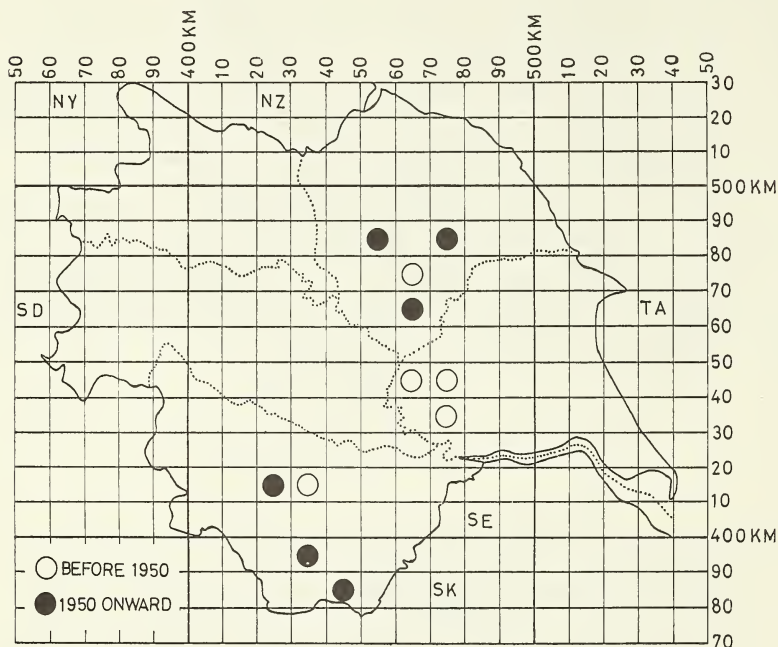 50 60 70 80 90 400KM 10 20 30 40 50 60 70 80 90 500KM 10 20 30 40 50
NY NZ
30
20
10
500KM
90
80
70
SD TA
60
50
40
30
20
10
SE
400KM
BEFORE 1950
90
SK
1950 ONWARD
80
70